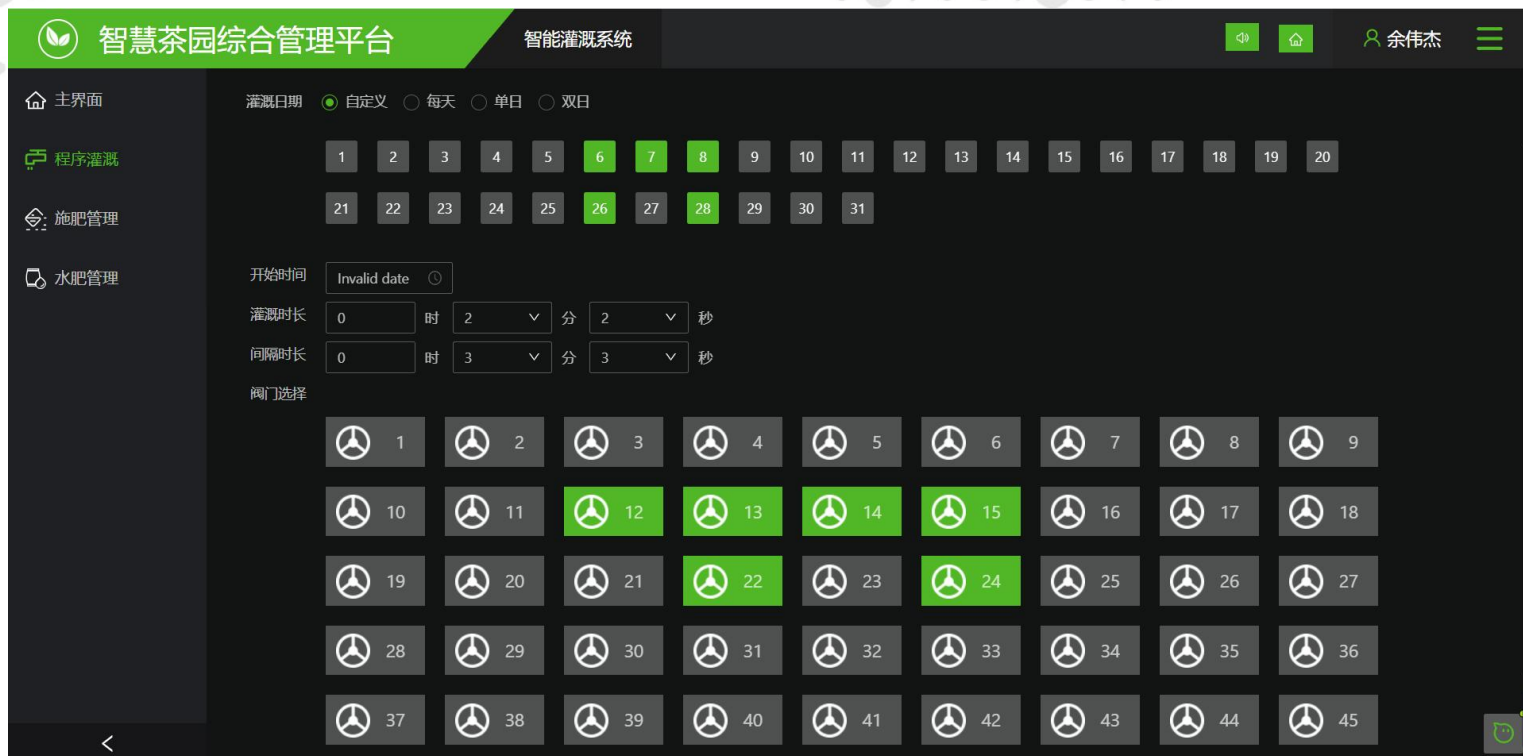 智慧茶园综合管理平台 智能灌溉系统 余伟杰
主界面
程序灌溉
施肥管理
水肥管理
灌溉日期 自定义 每天 单日 双日
1 2 3 4 5 6 7 8 9 10 11 12 13 14 15 16 17 18 19 20
21 22 23 24 25 26 27 28 29 30 31
开始时间 Invalid date
灌溉时长 0 时 2 分 2 秒
间隔时长 0 时 3 分 3 秒
阀门选择
1 2 3 4 5 6 7 8 9
10 11 12 13 14 15 16 17 18
19 20 21 22 23 24 25 26 27
28 29 30 31 32 33 34 35 36
37 38 39 40 41 42 43 44 45